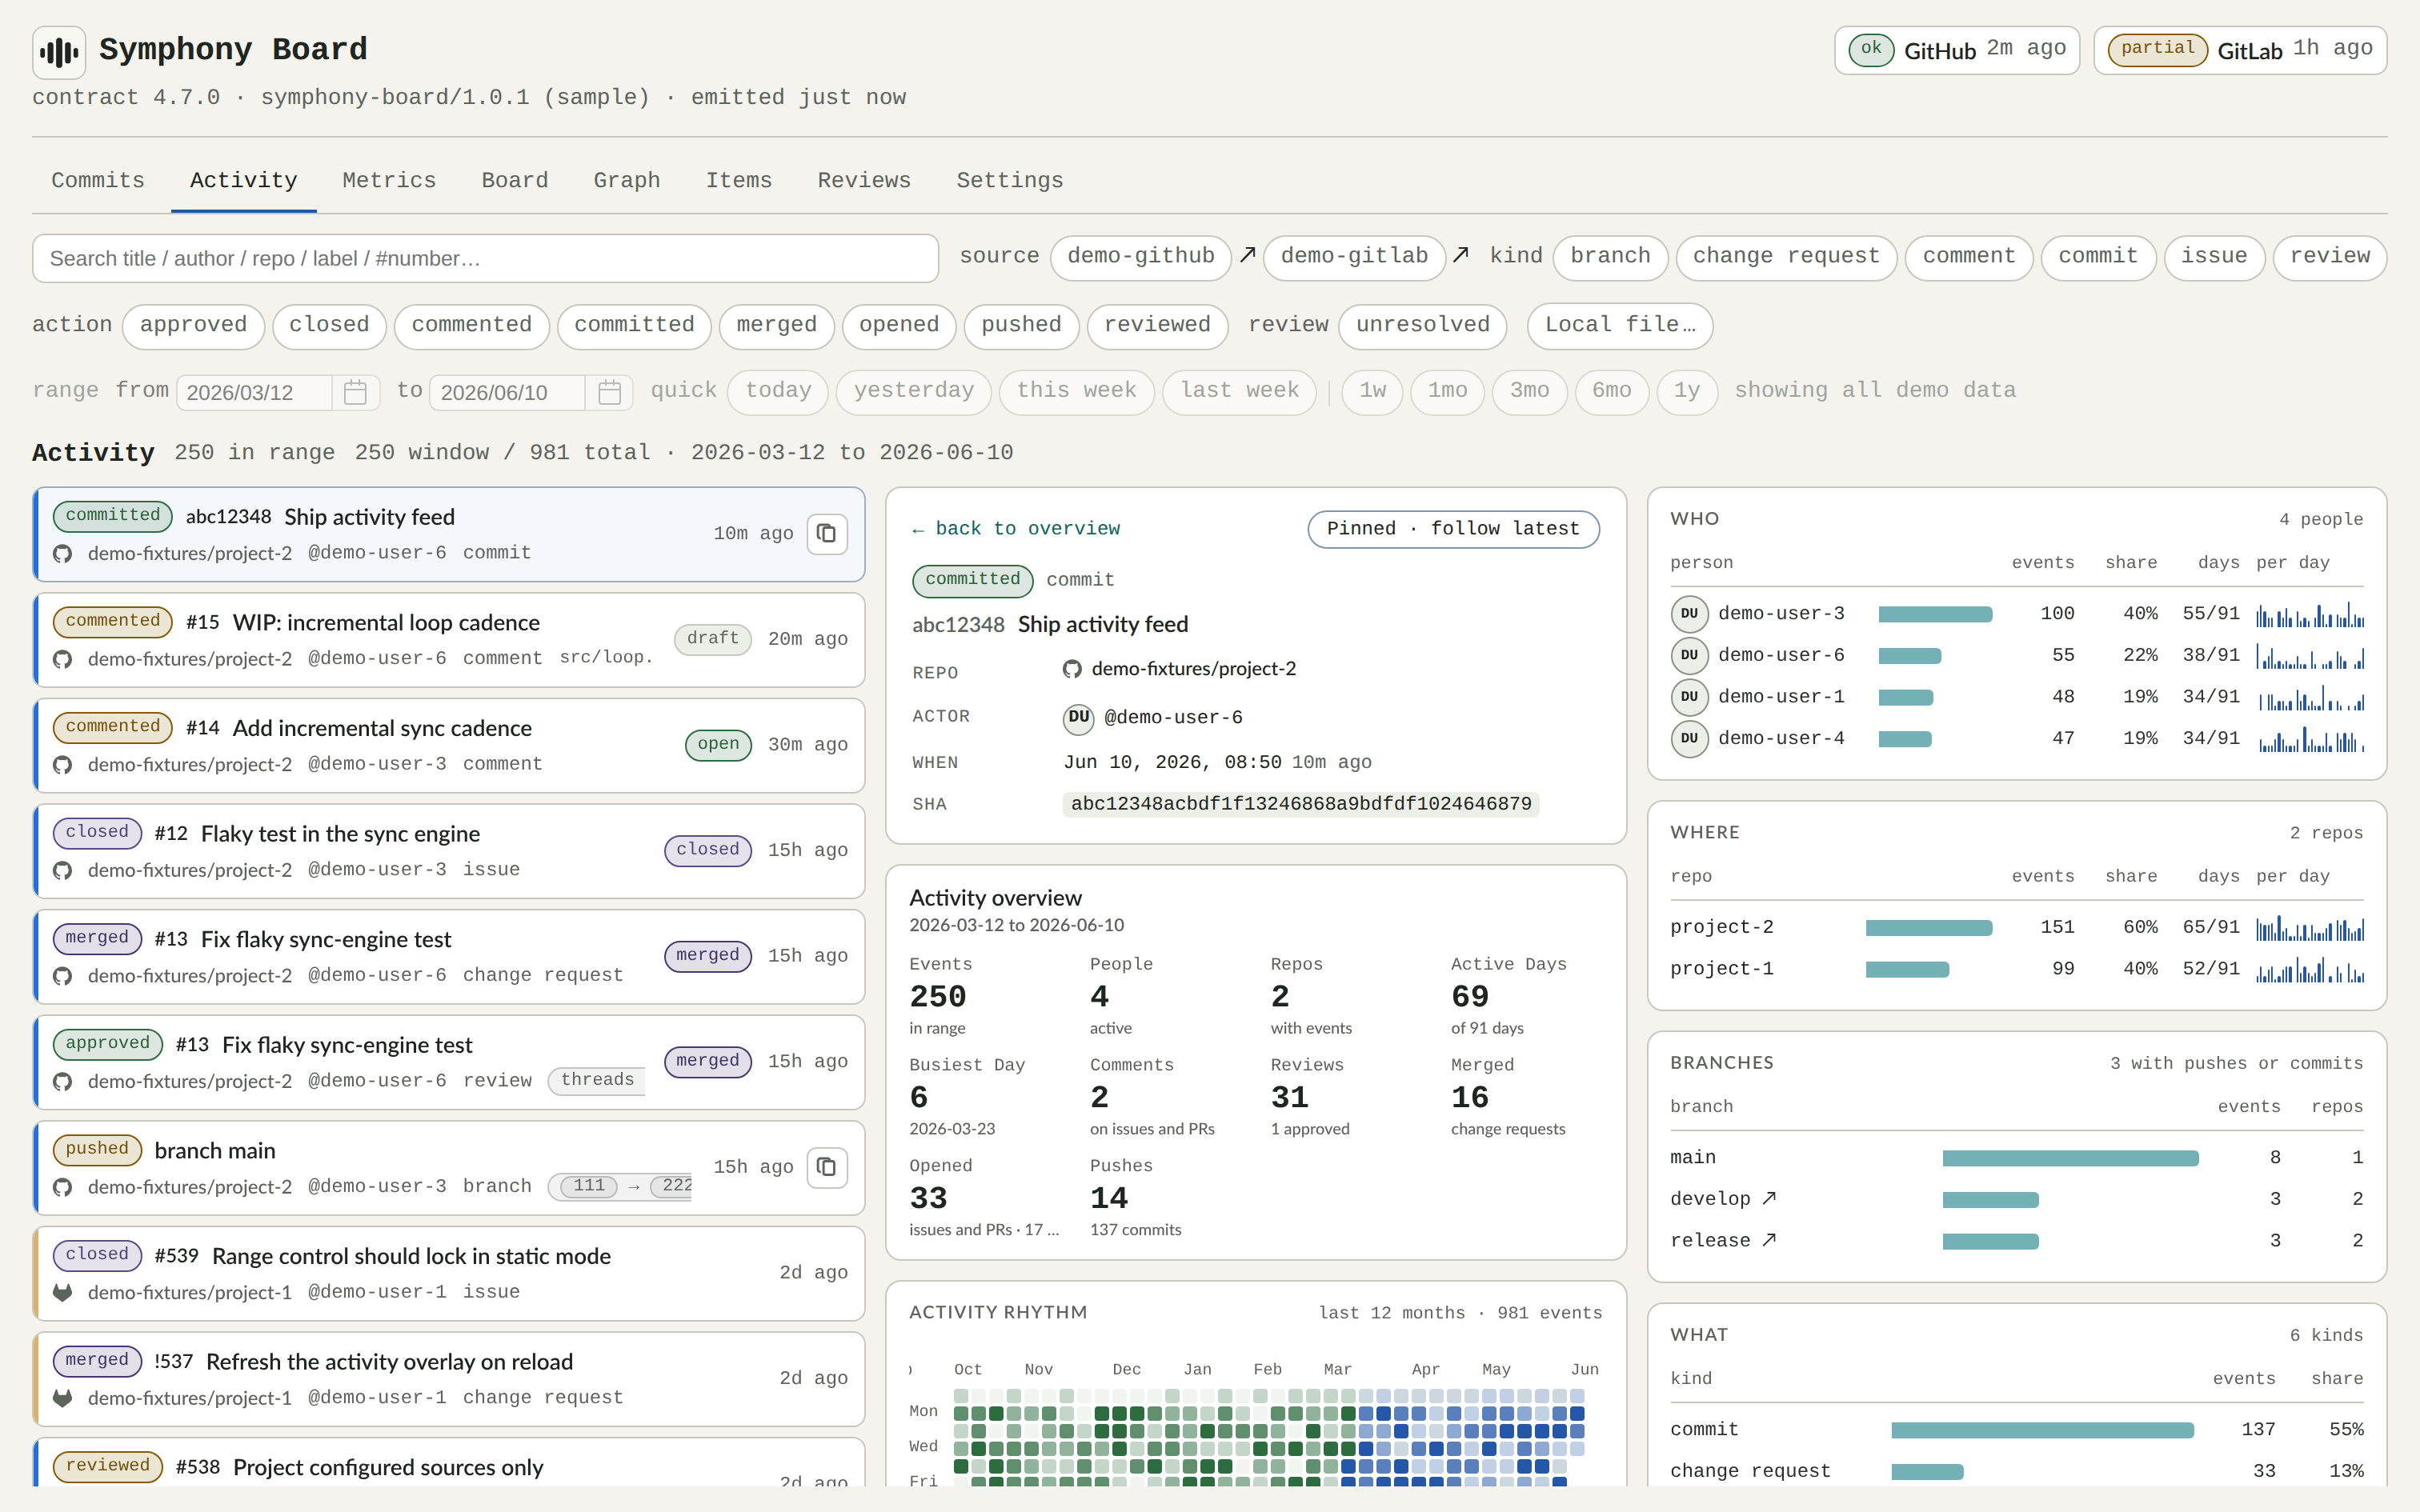 Symphony Board
ok GitHub 2m ago
partial GitLab 1h ago
contract 4.7.0 · symphony-board/1.0.1 (sample) · emitted just now
Commits Activity Metrics Board Graph Items Reviews Settings
Search title / author / repo / label / #number…
source demo-github ↗ demo-gitlab ↗ kind branch change request comment commit issue review
action approved closed commented committed merged opened pushed reviewed review unresolved Local file…
range from 2026/03/12 to 2026/06/10 quick today yesterday this week last week 1w 1mo 3mo 6mo 1y showing all demo data
Activity 250 in range 250 window / 981 total · 2026-03-12 to 2026-06-10
committed abc12348 Ship activity feed 10m ago
demo-fixtures/project-2 @demo-user-6 commit
commented #15 WIP: incremental loop cadence draft 20m ago
demo-fixtures/project-2 @demo-user-6 comment src/loop.
commented #14 Add incremental sync cadence open 30m ago
demo-fixtures/project-2 @demo-user-3 comment
closed #12 Flaky test in the sync engine closed 15h ago
demo-fixtures/project-2 @demo-user-3 issue
merged #13 Fix flaky sync-engine test merged 15h ago
demo-fixtures/project-2 @demo-user-6 change request
approved #13 Fix flaky sync-engine test merged 15h ago
demo-fixtures/project-2 @demo-user-6 review threads
pushed branch main 15h ago
demo-fixtures/project-2 @demo-user-3 branch 111 → 222
closed #539 Range control should lock in static mode 2d ago
demo-fixtures/project-1 @demo-user-1 issue
merged !537 Refresh the activity overlay on reload 2d ago
demo-fixtures/project-1 @demo-user-1 change request
reviewed #538 Project configured sources only 2d ago
← back to overview Pinned · follow latest
committed commit
abc12348 Ship activity feed
REPO demo-fixtures/project-2
ACTOR DU @demo-user-6
WHEN Jun 10, 2026, 08:50 10m ago
SHA abc12348acbdf1f13246868a9bdfdf1024646879
Activity overview
2026-03-12 to 2026-06-10
Events People Repos Active Days
250 4 2 69
in range active with events of 91 days
Busiest Day Comments Reviews Merged
6 2 31 16
2026-03-23 on issues and PRs 1 approved change requests
Opened Pushes
33 14
issues and PRs · 17 … 137 commits
ACTIVITY RHYTHM last 12 months · 981 events
Oct Nov Dec Jan Feb Mar Apr May Jun
Mon
Wed
Fri
WHO 4 people
person events share days per day
DU demo-user-3 100 40% 55/91
DU demo-user-6 55 22% 38/91
DU demo-user-1 48 19% 34/91
DU demo-user-4 47 19% 34/91
WHERE 2 repos
repo events share days per day
project-2 151 60% 65/91
project-1 99 40% 52/91
BRANCHES 3 with pushes or commits
branch events repos
main 8 1
develop ↗ 3 2
release ↗ 3 2
WHAT 6 kinds
kind events share
commit 137 55%
change request 33 13%